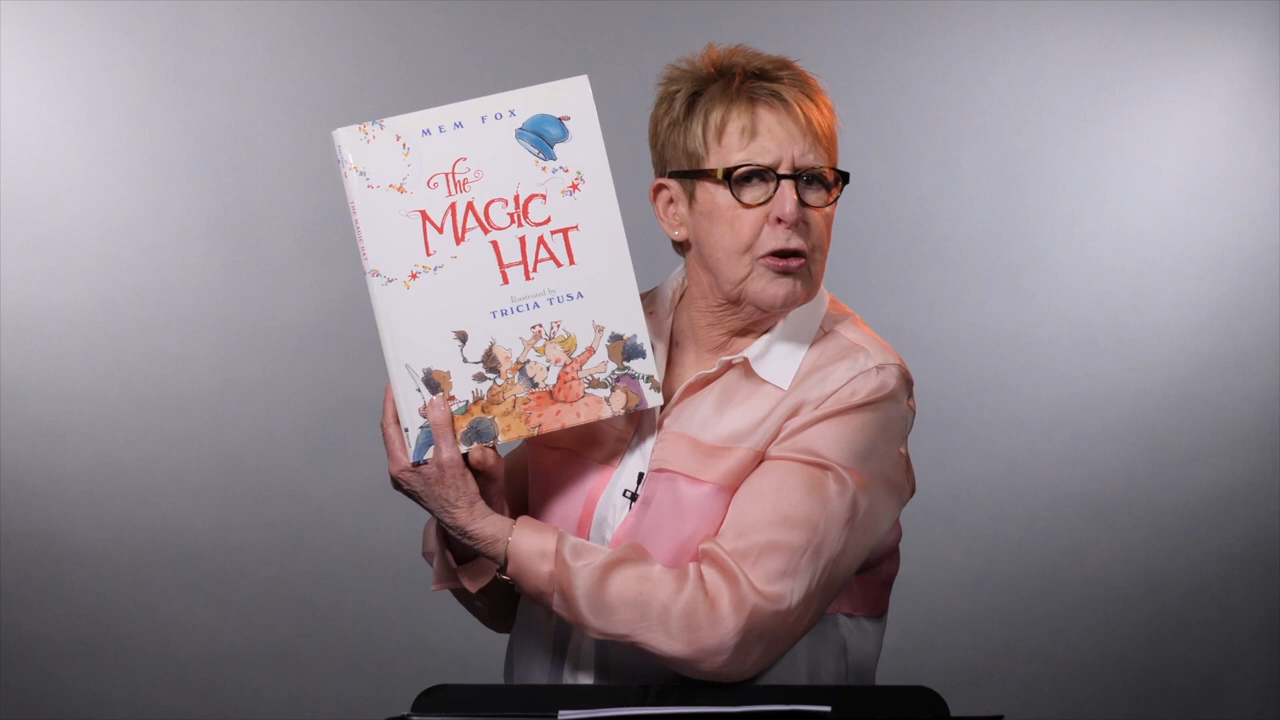 MEM FOX
The
MAGIC
HAT
Illustrated by
TRICIA TUSA
THE MAGIC HAT